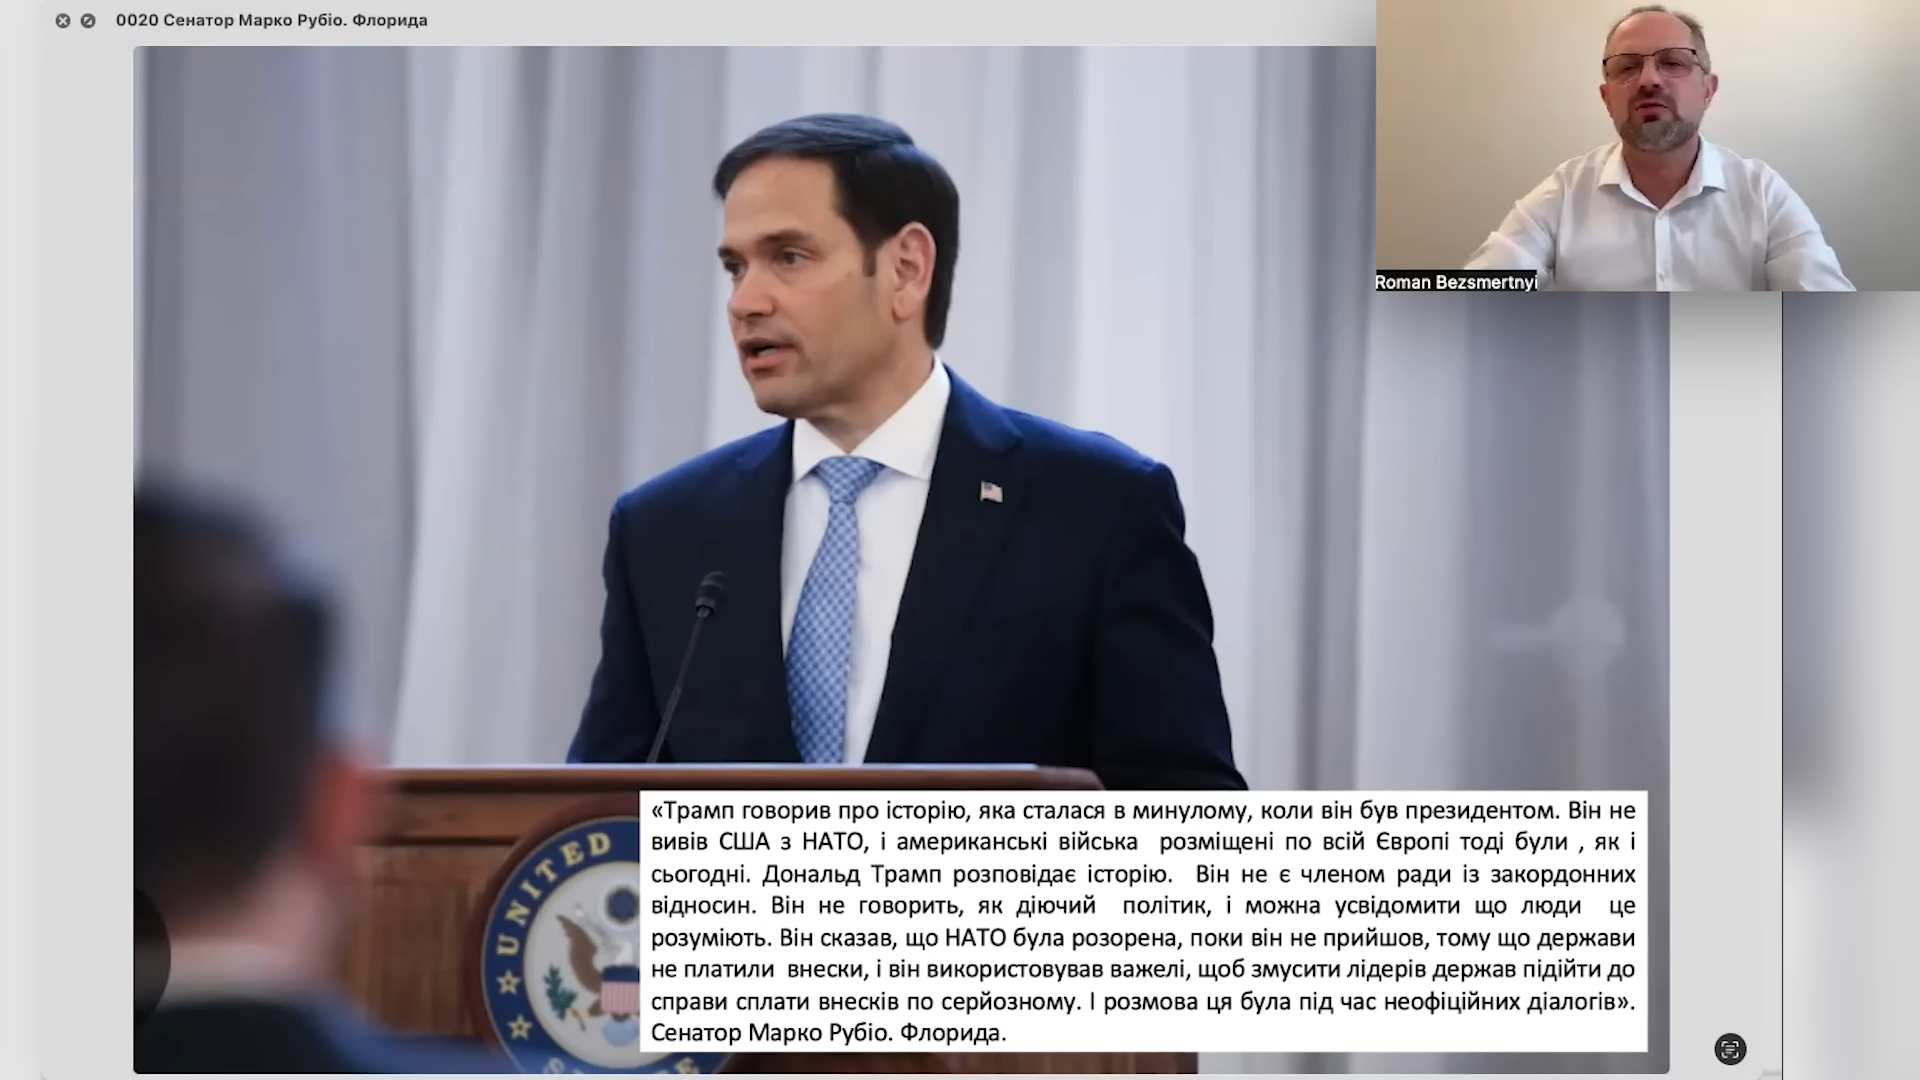 0020 Сенатор Марко Рубіо. Флорида
Roman Bezsmertnyi
UNITED
«Трамп говорив про історію, яка сталася в минулому, коли він був президентом. Він не
вивів США з НАТО, і американські війська розміщені по всій Європі тоді були , як і
сьогодні. Дональд Трамп розповідає історію. Він не є членом ради із закордонних
відносин. Він не говорить, як діючий політик, і можна усвідомити що люди це
розуміють. Він сказав, що НАТО була розорена, поки він не прийшов, тому що держави
не платили внески, і він використовував важелі, щоб змусити лідерів держав підійти до
справи сплати внесків по серйозному. І розмова ця була під час неофіційних діалогів».
Сенатор Марко Рубіо. Флорида.